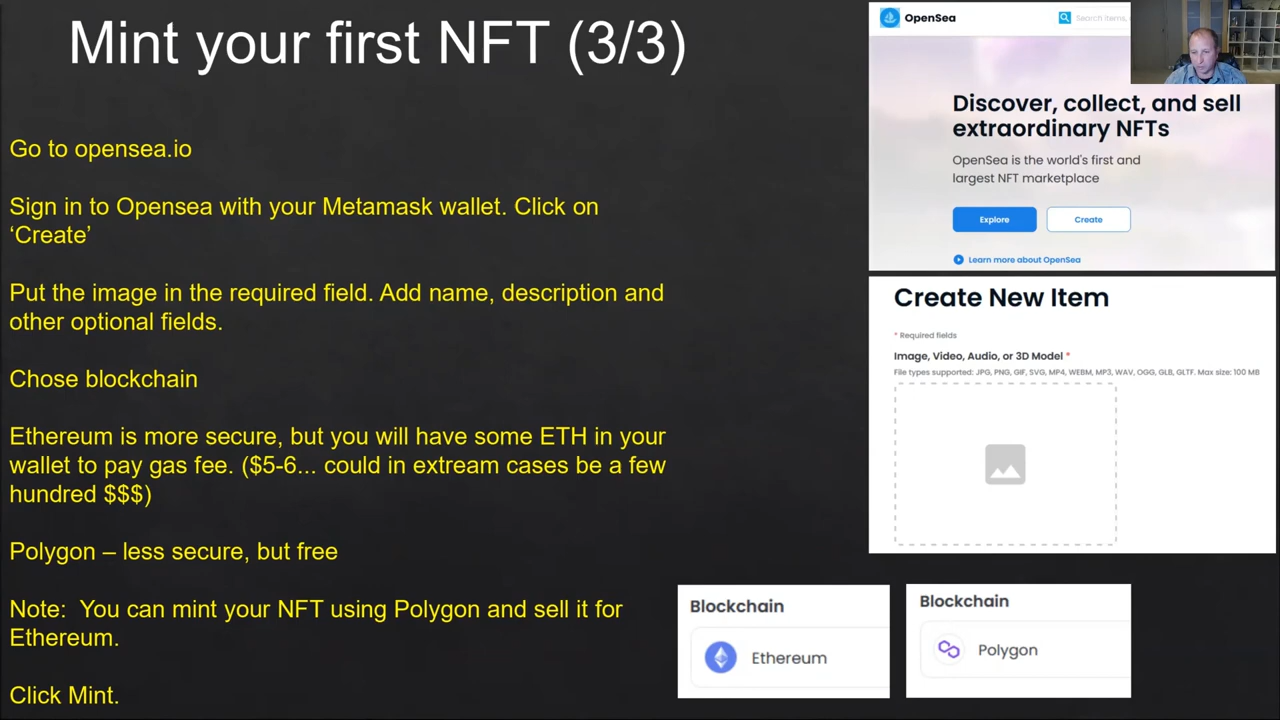 Mint your first NFT (3/3)
Go to opensea.io
Sign in to Opensea with your Metamask wallet. Click on
‘Create’
Put the image in the required field. Add name, description and
other optional fields.
Chose blockchain
Ethereum is more secure, but you will have some ETH in your
wallet to pay gas fee. ($5-6... could in extream cases be a few
hundred $$$)
Polygon – less secure, but free
Note:  You can mint your NFT using Polygon and sell it for
Ethereum.
Click Mint.
OpenSea
Search items,
Discover, collect, and sell
extraordinary NFTs
OpenSea is the world's first and
largest NFT marketplace
Explore
Create
Learn more about OpenSea
Create New Item
* Required fields
Image, Video, Audio, or 3D Model *
File types supported: JPG, PNG, GIF, SVG, MP4, WEBM, MP3, WAV, OGG, GLB, GLTF. Max size: 100 MB
Blockchain
Ethereum
Blockchain
Polygon